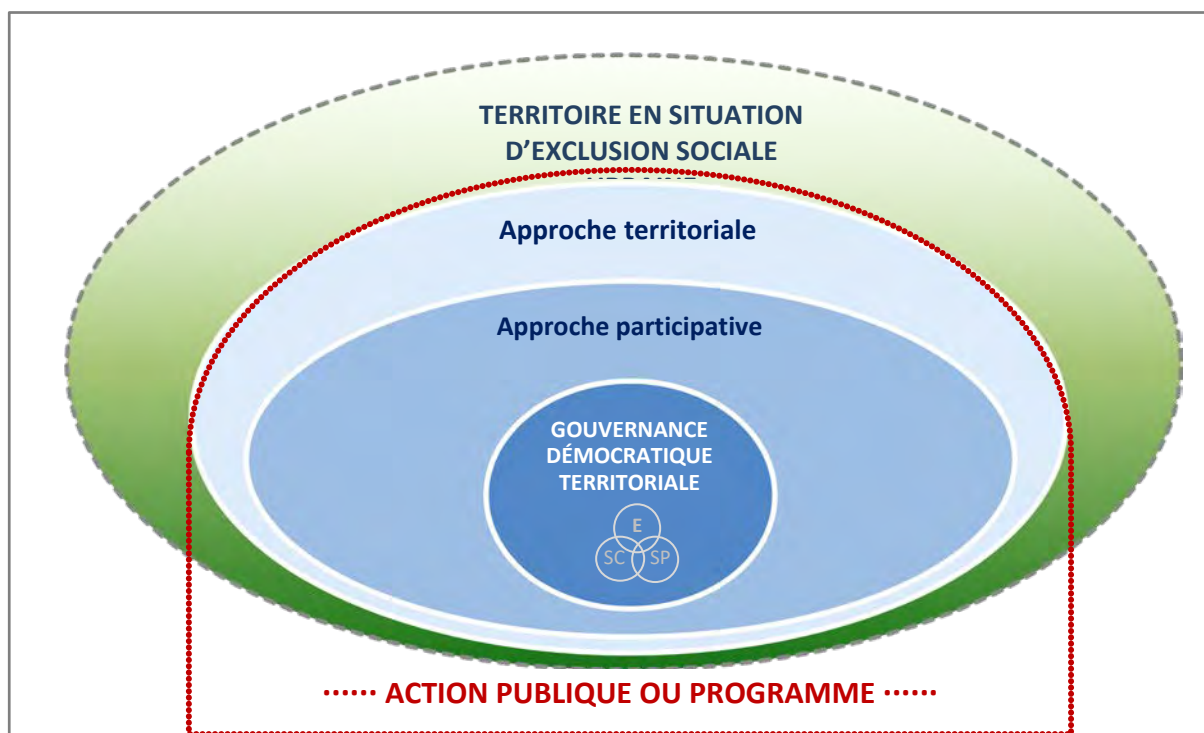 TERRITOIRE EN SITUATION
D’EXCLUSION SOCIALE
Approche territoriale
Approche participative
GOUVERNANCE
DÉMOCRATIQUE
TERRITORIALE
E
SC SP
······ ACTION PUBLIQUE OU PROGRAMME ······